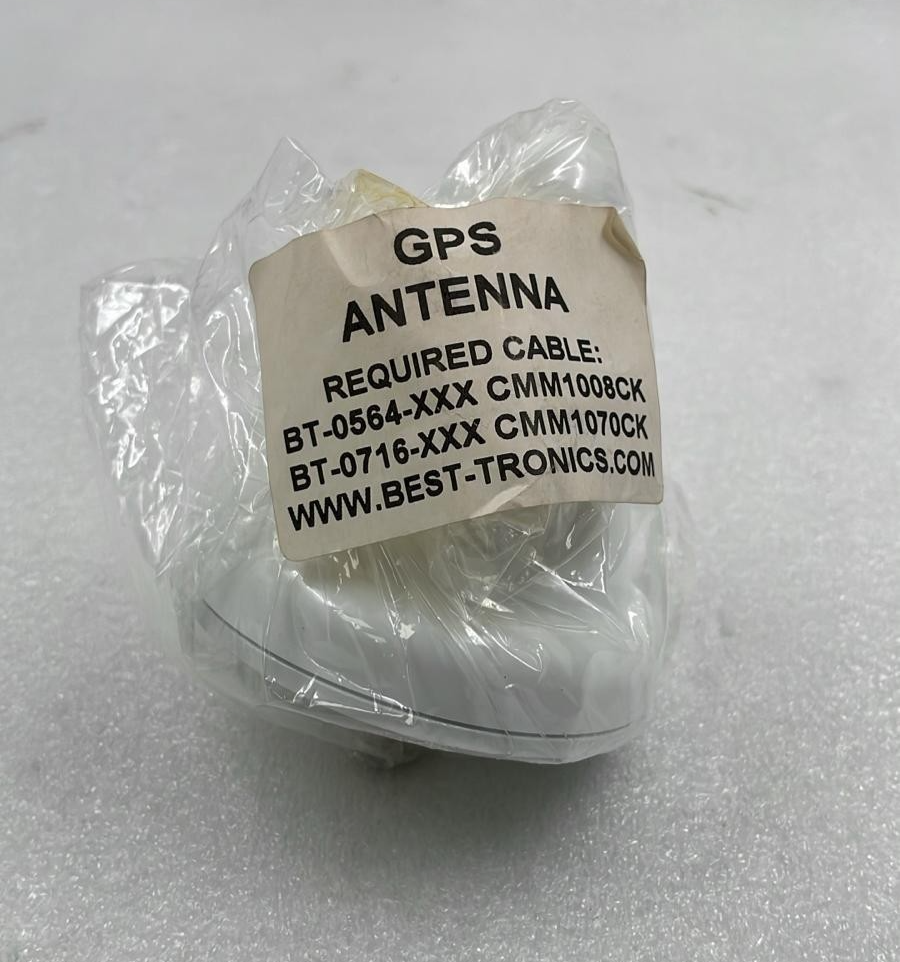 GPS
ANTENNA
REQUIRED CABLE:
BT-0564-XXX CMM1008CK
BT-0716-XXX CMM1070CK
WWW.BEST-TRONICS.COM